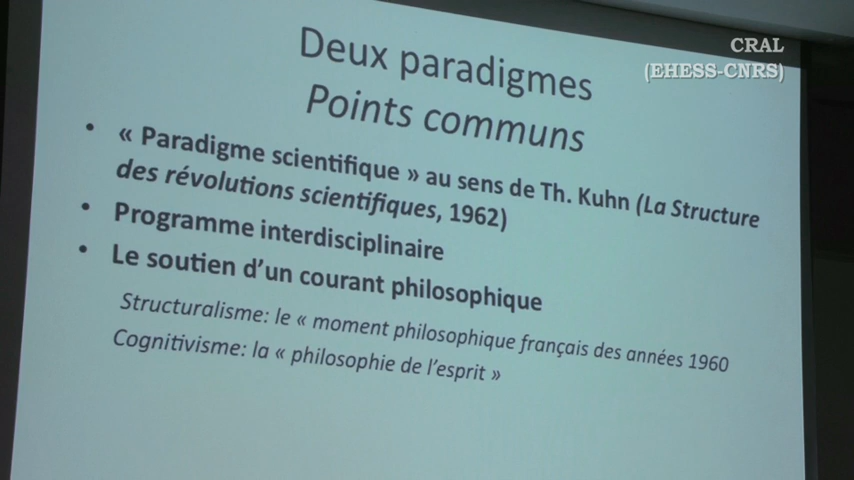 CRAL
(EHESS-CNRS)
Deux paradigmes
Points communs
• « Paradigme scientifique » au sens de Th. Kuhn (La Structure
des révolutions scientifiques, 1962)
• Programme interdisciplinaire
• Le soutien d’un courant philosophique
Structuralisme: le « moment philosophique français des années 1960
Cognitivisme: la « philosophie de l’esprit »